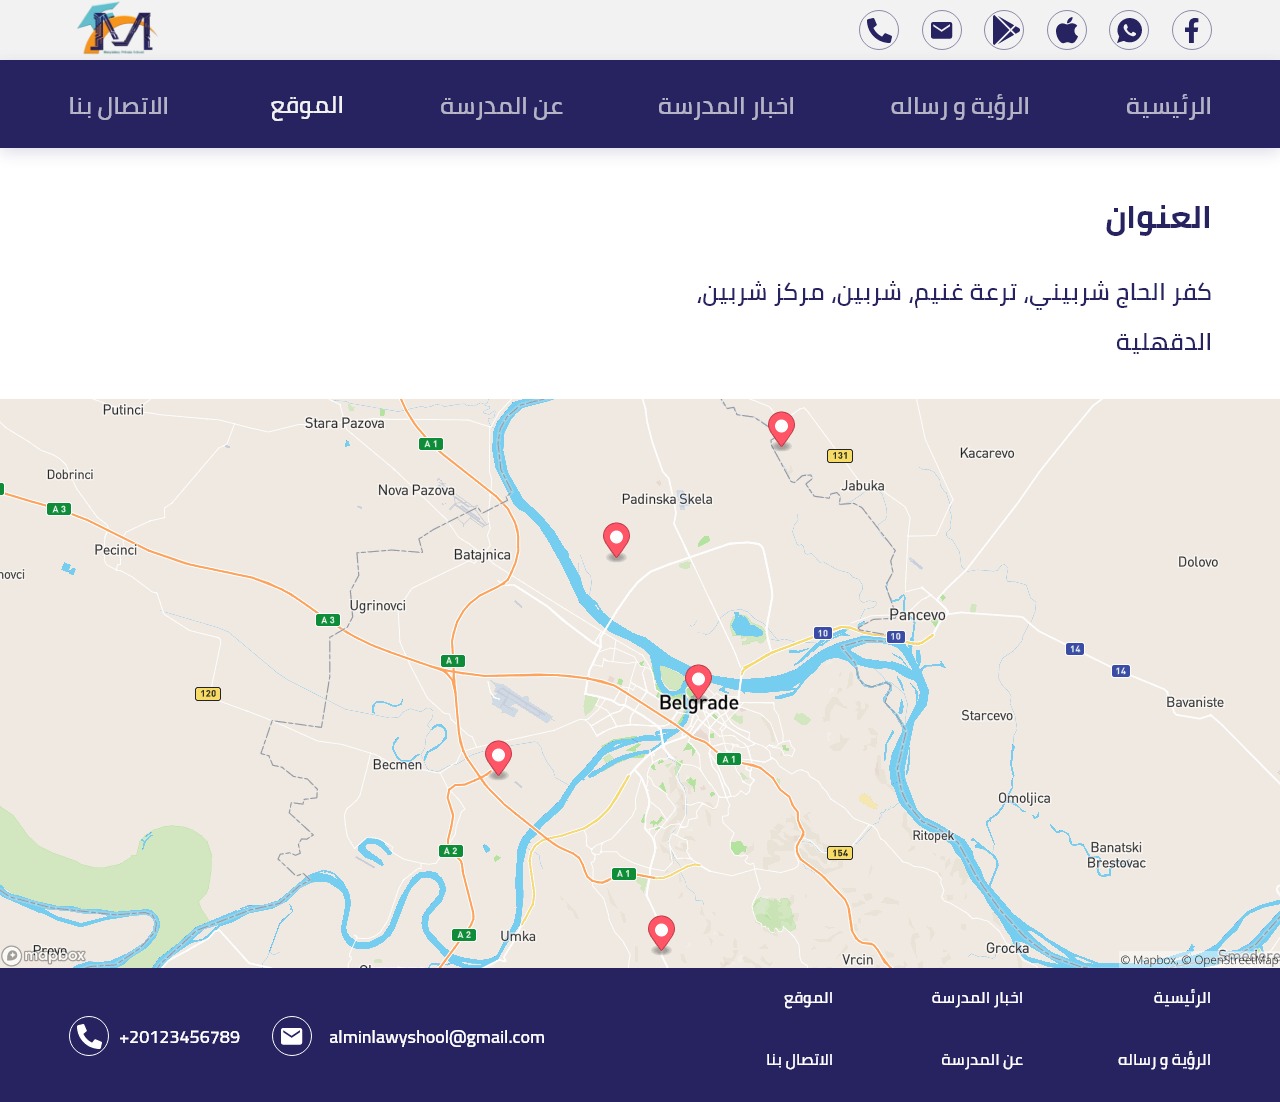 M
الرئيسية
الرؤية و رساله
اخبار المدرسة
عن المدرسة
الموقع
الاتصال بنا
العنوان
كفر الحاج شربيني، ترعة غنيم، شربين، مركز شربين،
الدقهلية
Putinci
Stara Pazova
A 1
131
Kacarevo
Dobrinci
Nova Pazova
Padinska Skela
Jabuka
A 3
Pecinci
Batajnica
Dolovo
novci
Ugrinovci
Pancevo
A 3
10
10
14
A 1
14
120
Belgrade
Bavaniste
Starcevo
Becmen
A 1
Omoljica
Ritopek
A 2
154
Banatski
Brestovac
A 1
A 2
Umka
Grocka
mapbox
Vrcin
© Mapbox, © OpenStreetMap
الرئيسية
اخبار المدرسة
الموقع
+20123456789
alminlawyshool@gmail.com
الرؤية و رساله
عن المدرسة
الاتصال بنا